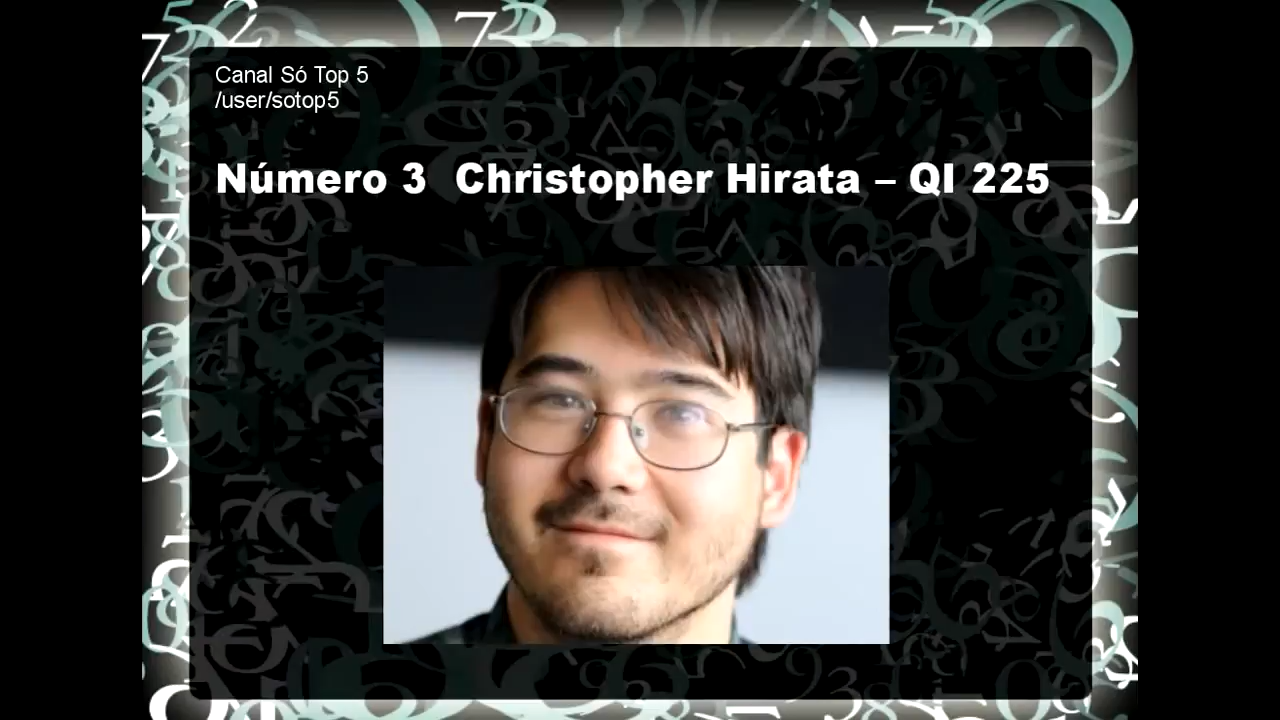 Canal Só Top 5
/user/sotop5
Número 3  Christopher Hirata – QI 225